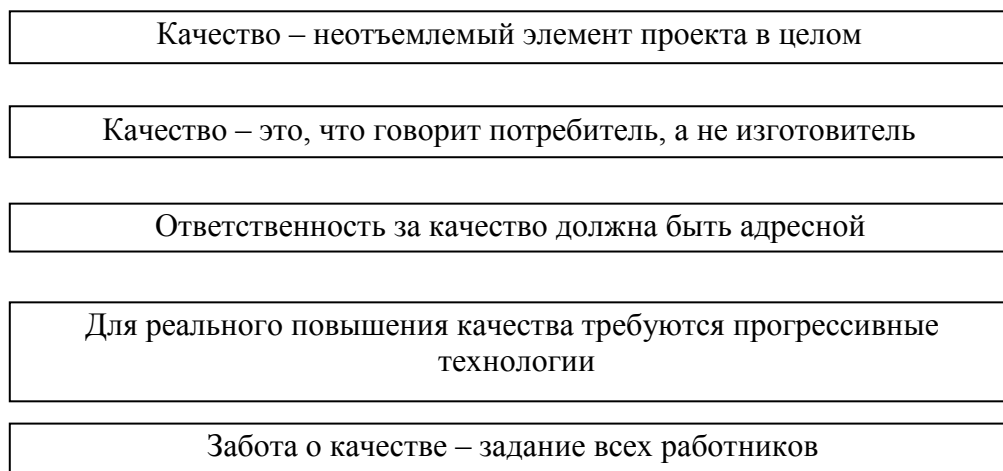 Качество – неотъемлемый элемент проекта в целом
Качество – это, что говорит потребитель, а не изготовитель
Ответственность за качество должна быть адресной
Для реального повышения качества требуются прогрессивные
технологии
Забота о качестве – задание всех работников